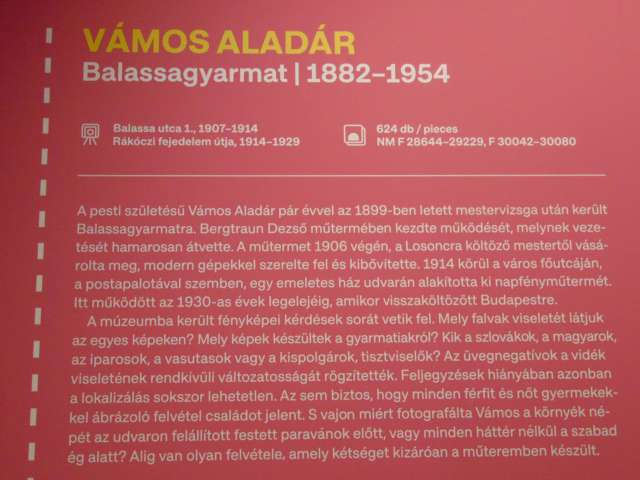 VÁMOS ALADÁR
Balassagyarmat | 1882–1954
Balassa utca 1., 1907–1914
Rákóczi fejedelem útja, 1914–1929
624 db / pieces
NM F 28644–29229, F 30042–30080
A pesti születésű Vámos Aladár pár évvel az 1899-ben letett mestervizsga után került
Balassagyarmatra. Bergtraun Dezső műtermében kezdte működését, melynek veze-
tését hamarosan átvette. A műtermet 1906 végén, a Losoncra költöző mestertől vásá-
rolta meg, modern gépekkel szerelte fel és kibővítette. 1914 körül a város főutcáján,
a postapalotával szemben, egy emeletes ház udvarán alakította ki napfényműtermét.
Itt működött az 1930-as évek legelejéig, amikor visszaköltözött Budapestre.
A múzeumba került fényképei kérdések sorát vetik fel. Mely falvak viseletét látjuk
az egyes képeken? Mely képek készültek a gyarmatiakról? Kik a szlovákok, a magyarok,
az iparosok, a vasutasok vagy a kispolgárok, tisztviselők? Az üvegnegatívok a vidék
viseletének rendkívüli változatosságát rögzítették. Feljegyzések hiányában azonban
a lokalizálás sokszor lehetetlen. Az sem biztos, hogy minden férfit és nőt gyermekek-
kel ábrázoló felvétel családot jelent. S vajon miért fotografálta Vámos a környék né-
pét az udvaron felállított festett paravánok előtt, vagy minden háttér nélkül a szabad
ég alatt? Alig van olyan felvétele, amely kétséget kizáróan a műteremben készült.